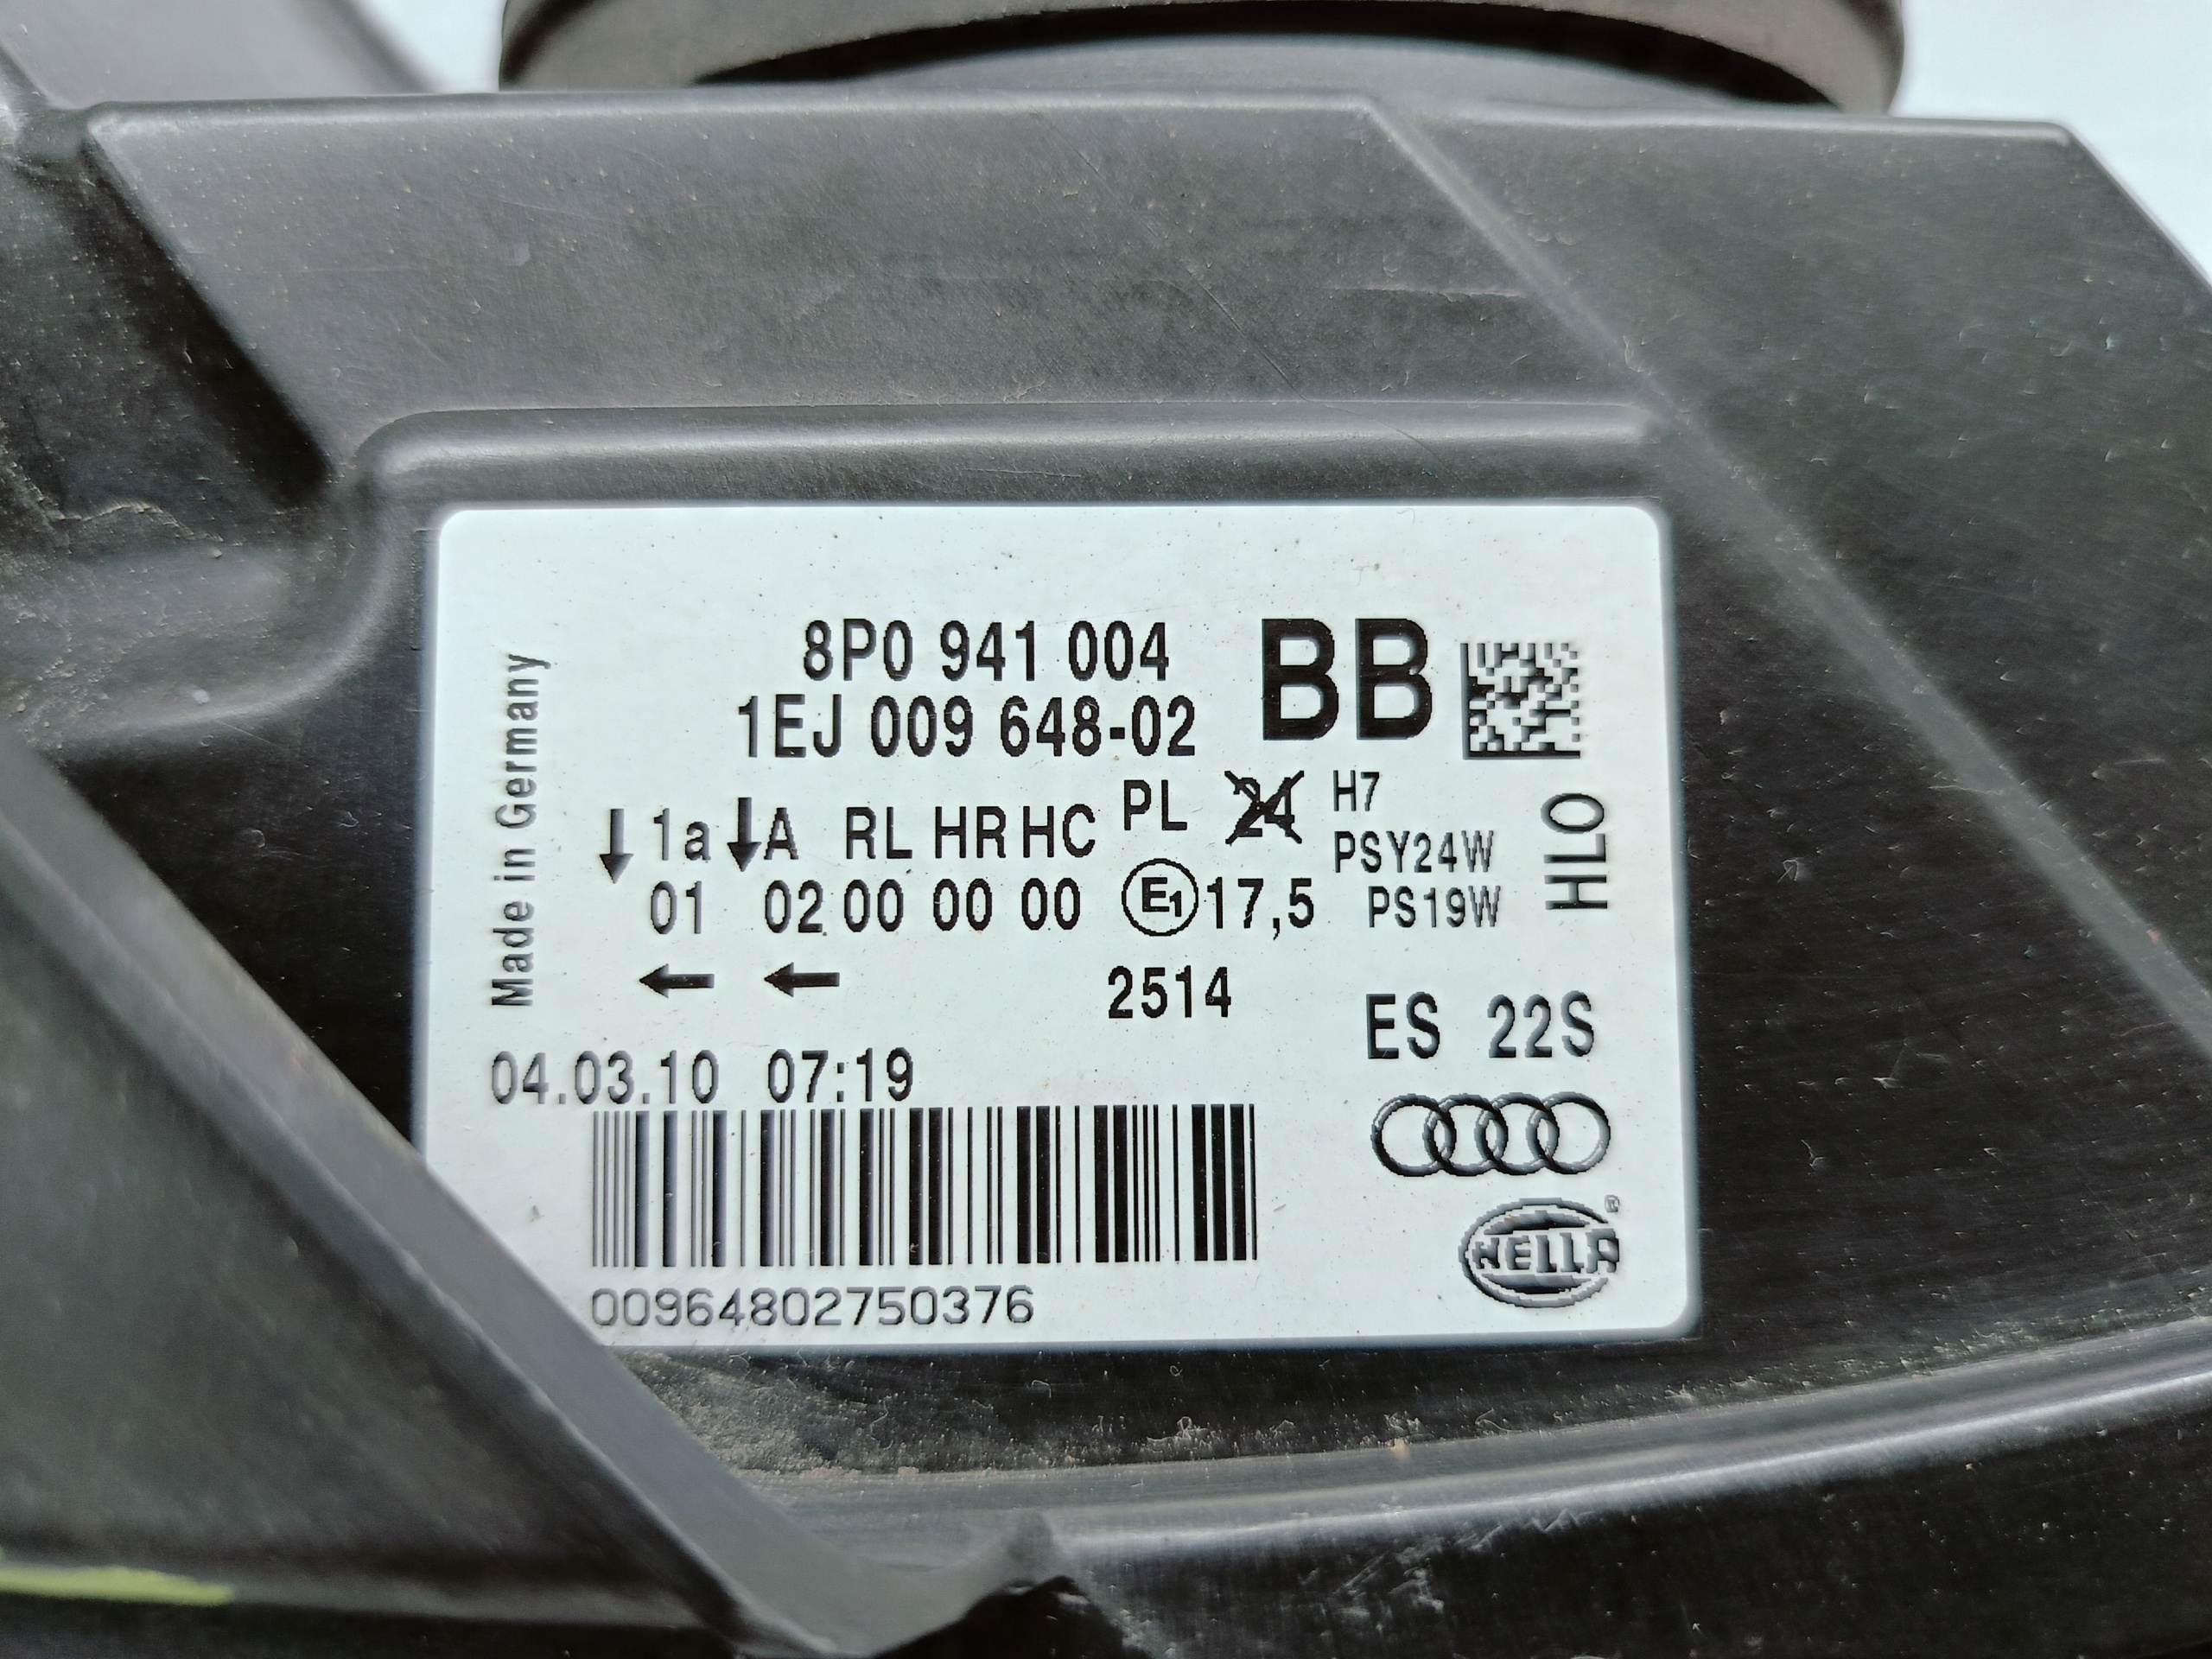 8P0 941 004 BB
1EJ 009 648-02
Made in Germany
↓ 1a ↓ A RL HR HC PL 24 H7
PSY24W
01 02 00 00 00 E1 17,5 PS19W
HLO
← ← 2514
ES 22S
04.03.10 07:19
HELLA®
00964802750376